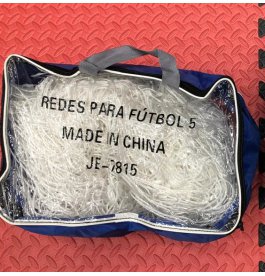 REDES PARA FÚTBOL 5
MADE IN CHINA
JE-7815